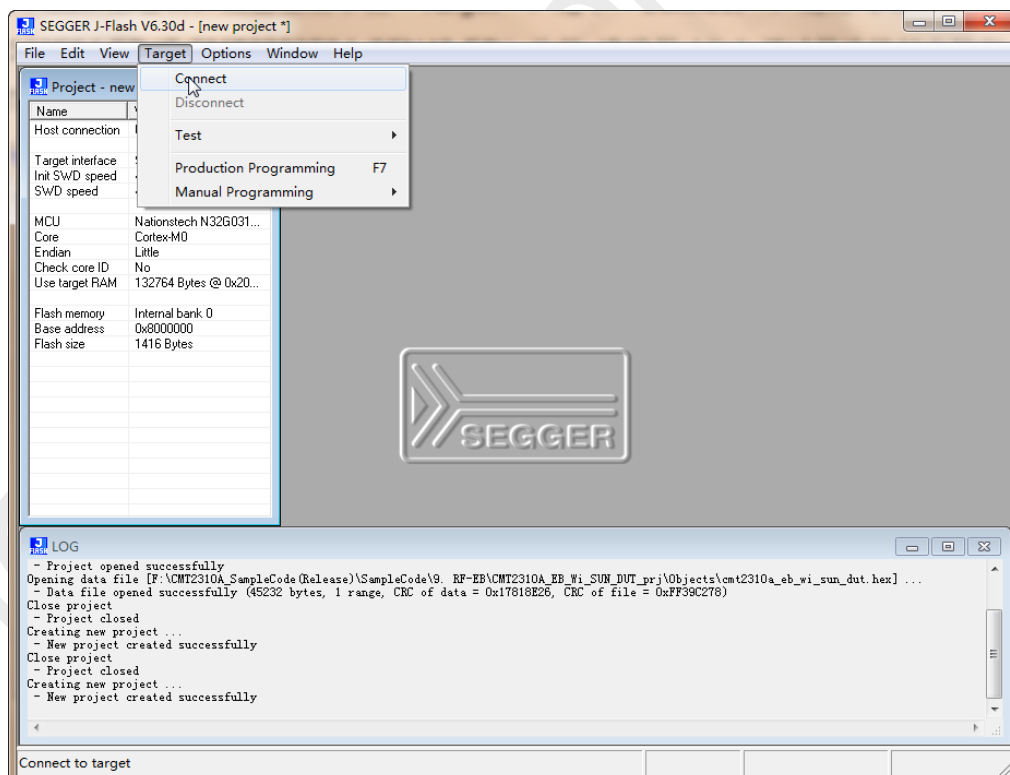 SEGGER J-Flash V6.30d - [new project *]
File Edit View Target Options Window Help
Project - new
Connect
Disconnect
Test
Production Programming F7
Manual Programming
Name
Host connection
Target interface
Init SWD speed
SWD speed
MCU Nationstech N32G031...
Core Cortex-M0
Endian Little
Check core ID No
Use target RAM 132764 Bytes @ 0x20...
Flash memory Internal bank 0
Base address 0x8000000
Flash size 1416 Bytes
SEGGER
LOG
- Project opened successfully
Opening data file [F:\CMT2310A_SampleCode(Release)\SampleCode\9. RF-EB\CMT2310A_EB_Wi_SUN_DUT_prj\Objects\cmt2310a_eb_wi_sun_dut.hex] ...
- Data file opened successfully (45232 bytes, 1 range, CRC of data = 0x17818E26, CRC of file = 0xFF39C278)
Close project
- Project closed
Creating new project ...
- New project created successfully
Close project
- Project closed
Creating new project ...
- New project created successfully
Connect to target